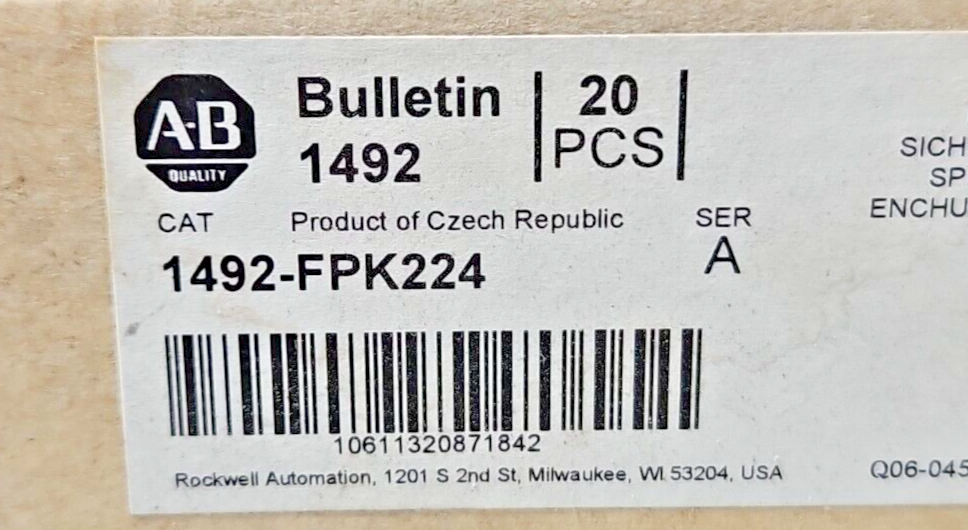 A-B
QUALITY
Bulletin
1492
20
PCS
SICH
SP
ENCHU
CAT
Product of Czech Republic
SER
A
1492-FPK224
10611320871842
Rockwell Automation, 1201 S 2nd St, Milwaukee, WI 53204, USA
Q06-045